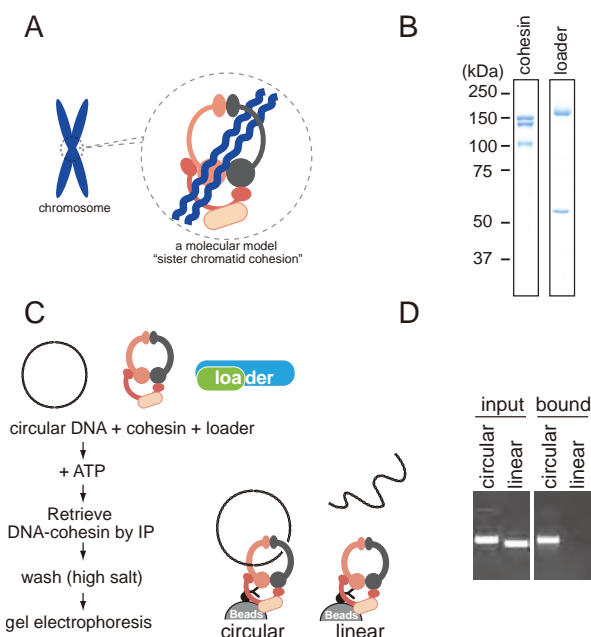 A
chromosome
a molecular model
“sister chromatid cohesion”
B
(kDa)
cohesin
loader
250
150
100
75
50
37
C
loader
circular DNA + cohesin + loader
+ ATP
Retrieve
DNA-cohesin by IP
wash (high salt)
gel electrophoresis
Beads
Beads
circular
linear
D
input
bound
circular
linear
circular
linear